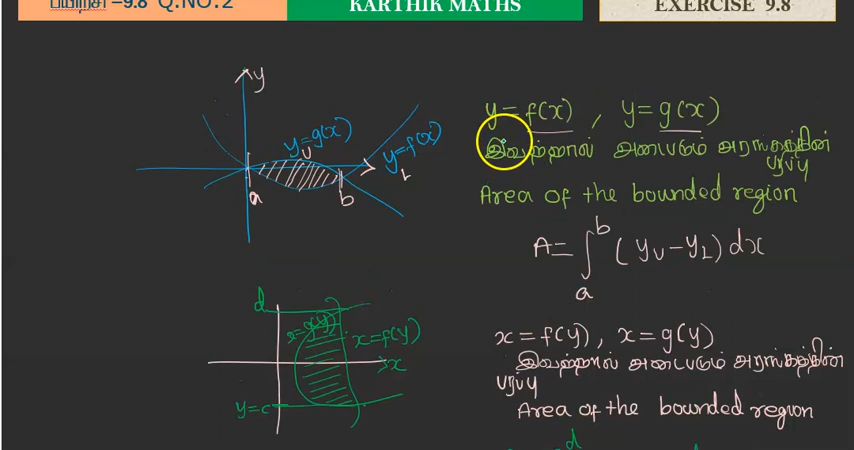 பயிற்சி –9.8 Q.NO.2
KARTHIK MATHS
EXERCISE 9.8
y
y=g(x)
U
y=f(x)
L
a
b
y = f(x) , y = g(x)
இவற்றால் அடைபடும் அரங்கத்தின்
பரப்பு
Area of the bounded region
A = ∫ₐᵇ ( y_U – y_L ) dx
d
x=g(y)
x=f(y)
x
y=c
x = f(y) , x = g(y)
இவற்றால் அடைபடும் அரங்கத்தின்
பரப்பு
Area of the bounded region
d